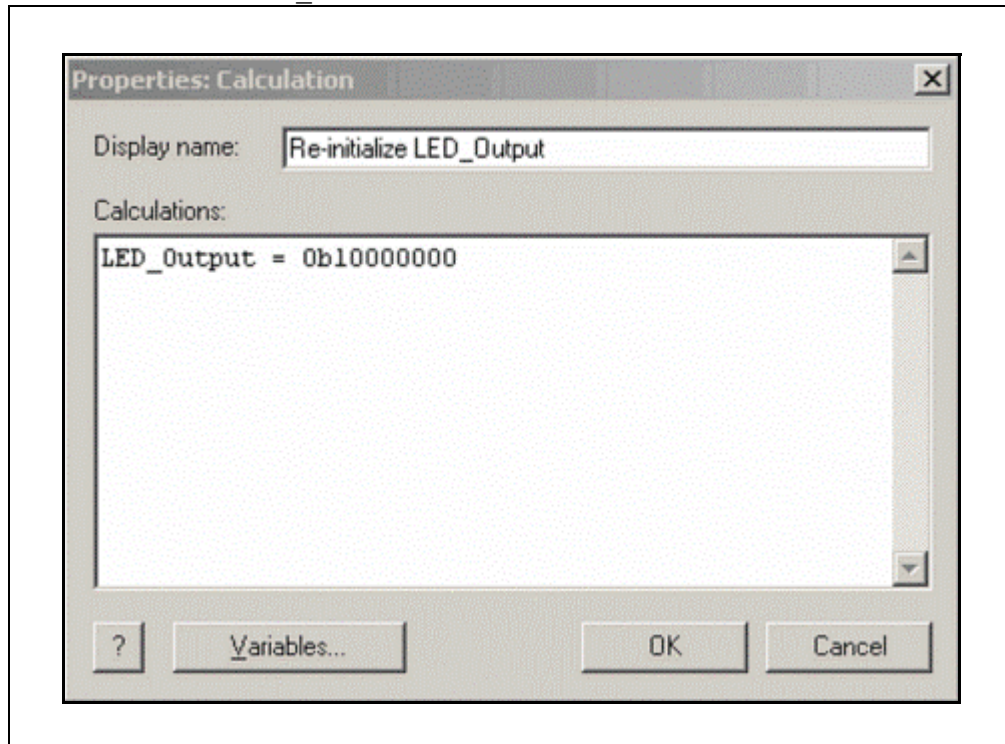 Properties: Calculation
Display name: Re-initialize LED_Output
Calculations:
LED_Output = 0b10000000
? Variables... OK Cancel